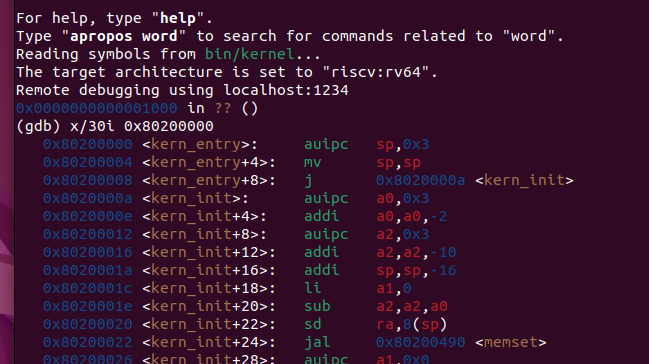 For help, type "help".
Type "apropos word" to search for commands related to "word".
Reading symbols from bin/kernel...
The target architecture is set to "riscv:rv64".
Remote debugging using localhost:1234
0x0000000000001000 in ?? ()
(gdb) x/30i 0x80200000
   0x80200000 <kern_entry>:	auipc	sp,0x3
   0x80200004 <kern_entry+4>:	mv	sp,sp
   0x80200008 <kern_entry+8>:	j	0x8020000a <kern_init>
   0x8020000a <kern_init>:	auipc	a0,0x3
   0x8020000e <kern_init+4>:	addi	a0,a0,-2
   0x80200012 <kern_init+8>:	auipc	a2,0x3
   0x80200016 <kern_init+12>:	addi	a2,a2,-10
   0x8020001a <kern_init+16>:	addi	sp,sp,-16
   0x8020001c <kern_init+18>:	li	a1,0
   0x8020001e <kern_init+20>:	sub	a2,a2,a0
   0x80200020 <kern_init+22>:	sd	ra,8(sp)
   0x80200022 <kern_init+24>:	jal	0x80200490 <memset>
   0x80200026 <kern_init+28>:	auipc	a1,0x0